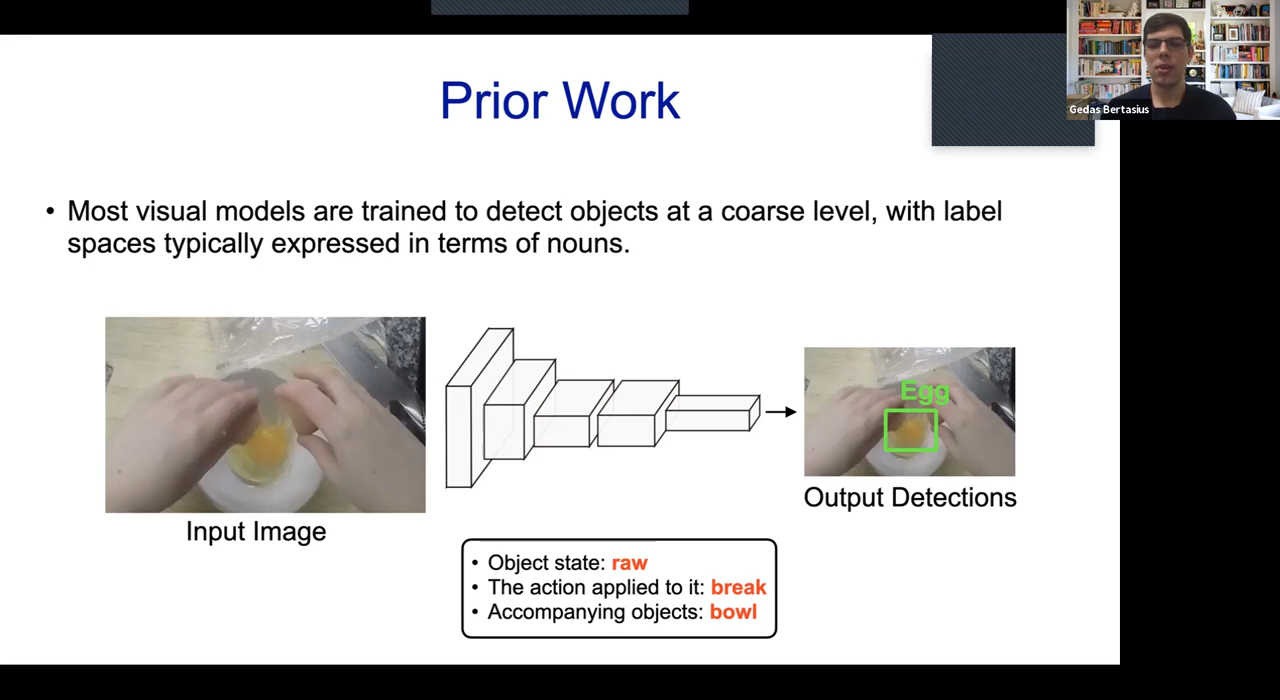 Prior Work
Gedas Bertasius
• Most visual models are trained to detect objects at a coarse level, with label
spaces typically expressed in terms of nouns.
Egg
Input Image
Output Detections
• Object state: raw
• The action applied to it: break
• Accompanying objects: bowl